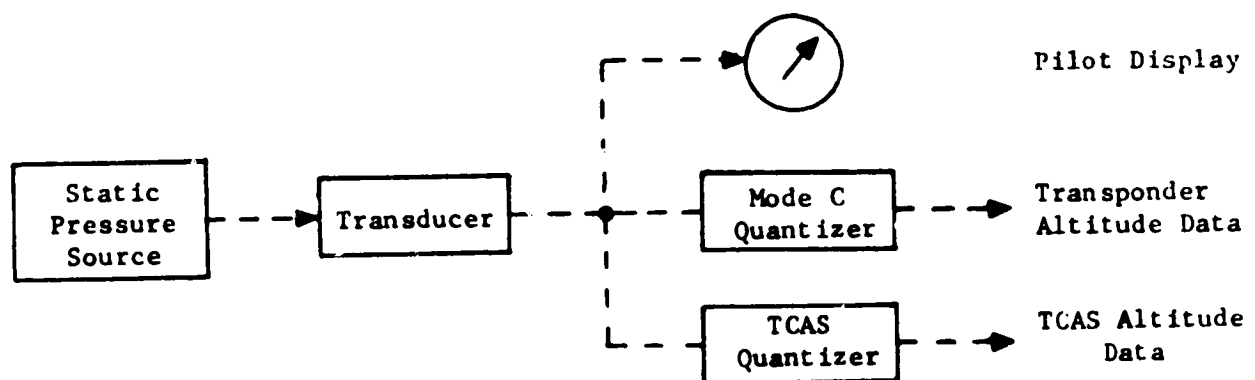 Pilot Display
Static
Pressure
Source
Transducer
Mode C
Quantizer
Transponder
Altitude Data
TCAS
Quantizer
TCAS Altitude
Data